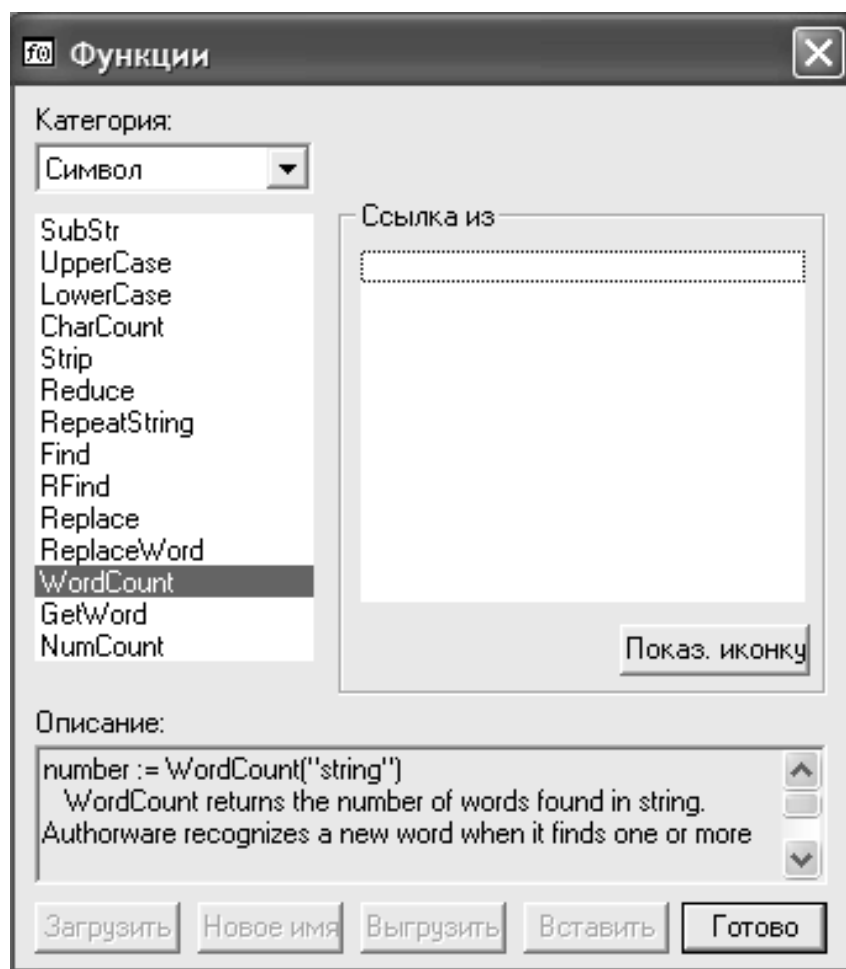 f() Функции
Категория:
Символ
SubStr
UpperCase
LowerCase
CharCount
Strip
Reduce
RepeatString
Find
RFind
Replace
ReplaceWord
WordCount
GetWord
NumCount
Ссылка из
Показ. иконку
Описание:
number := WordCount("string")
WordCount returns the number of words found in string.
Authorware recognizes a new word when it finds one or more
Загрузить Новое имя Выгрузить Вставить Готово